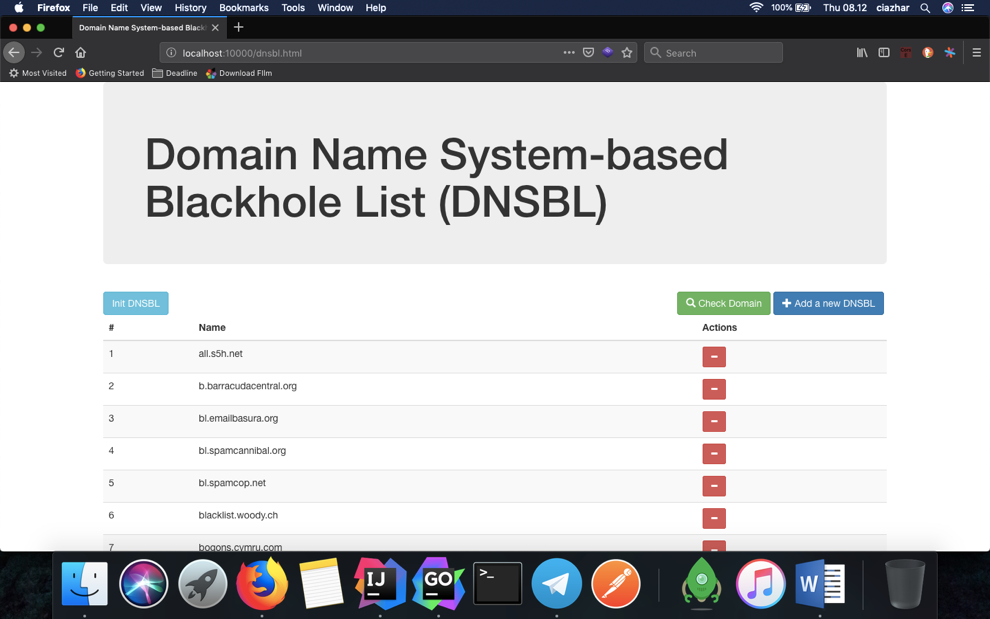 Firefox File Edit View History Bookmarks Tools Window Help 100% Thu 08.12 ciazhar
Domain Name System-based Black
localhost:10000/dnsbl.html Search
Most Visited Getting Started Deadline Download FIlm
Domain Name System-based
Blackhole List (DNSBL)
Init DNSBL Check Domain Add a new DNSBL
# Name Actions
1 all.s5h.net
2 b.barracudacentral.org
3 bl.emailbasura.org
4 bl.spamcannibal.org
5 bl.spamcop.net
6 blacklist.woody.ch
7 bogons.cymru.com
IJ GO >_ W